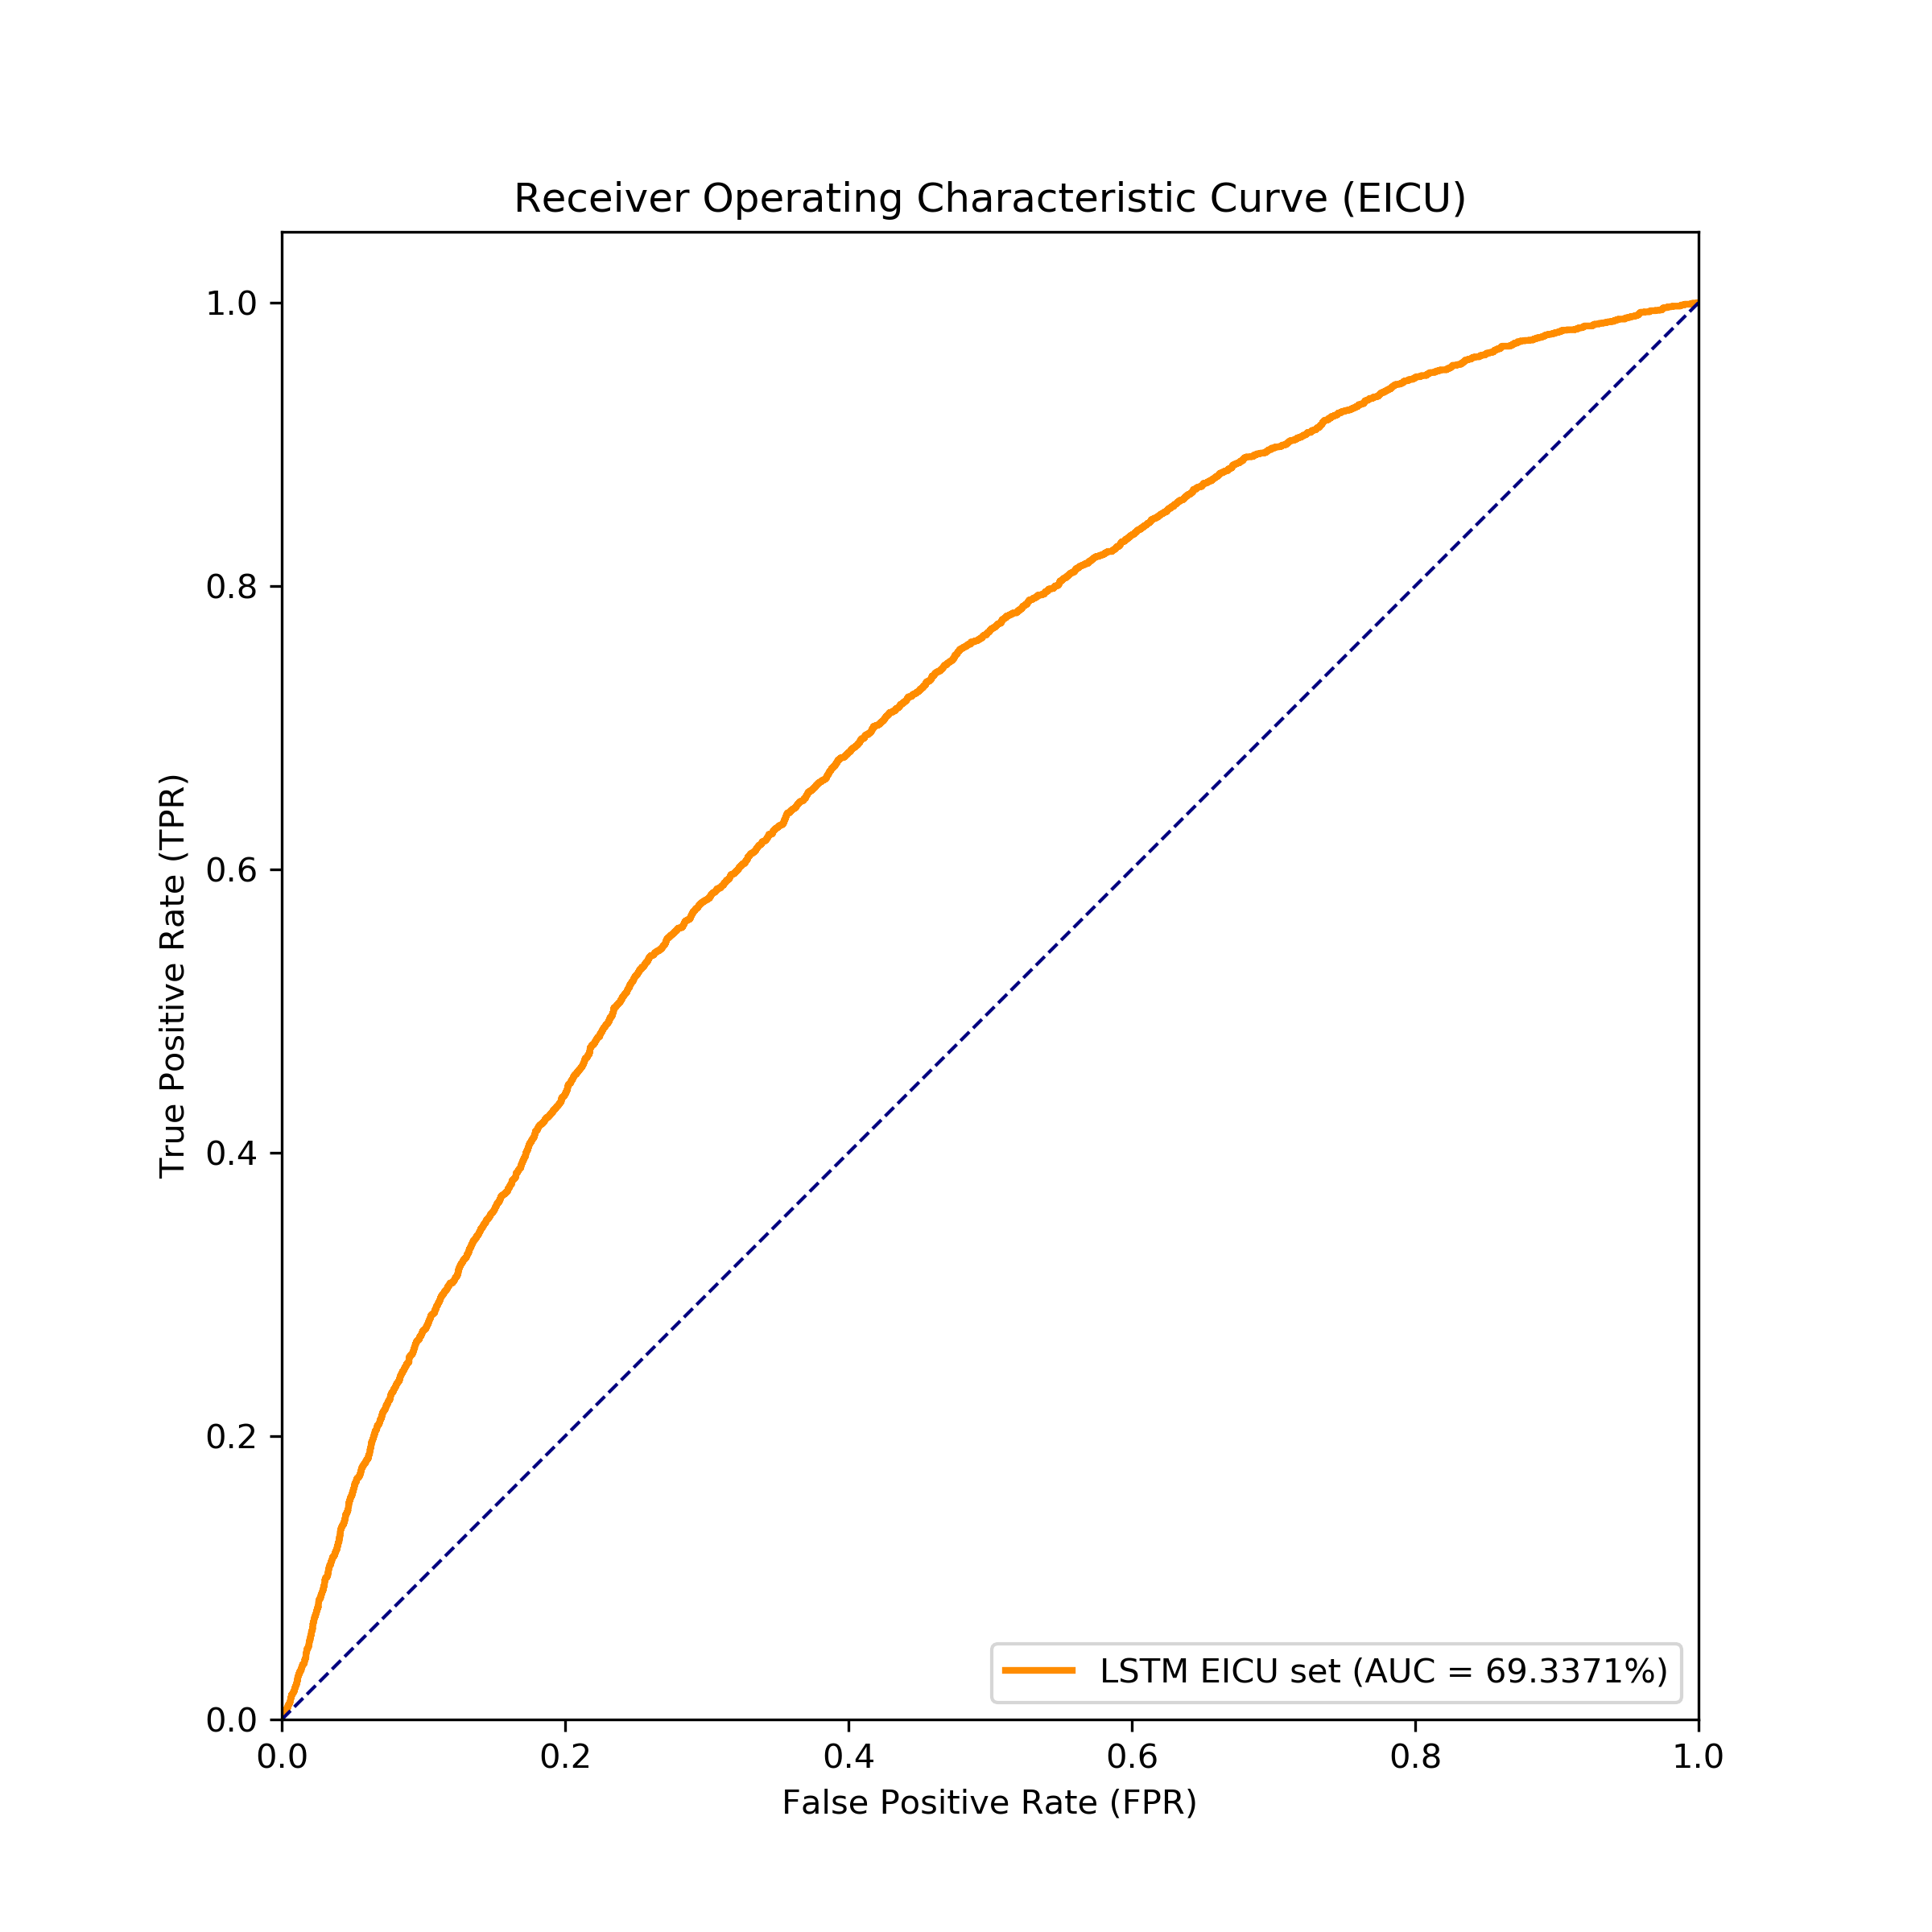 Receiver Operating Characteristic Curve (EICU)
1.0
0.8
0.6
0.4
0.2
0.0
True Positive Rate (TPR)
LSTM EICU set (AUC = 69.3371%)
0.0 0.2 0.4 0.6 0.8 1.0
False Positive Rate (FPR)